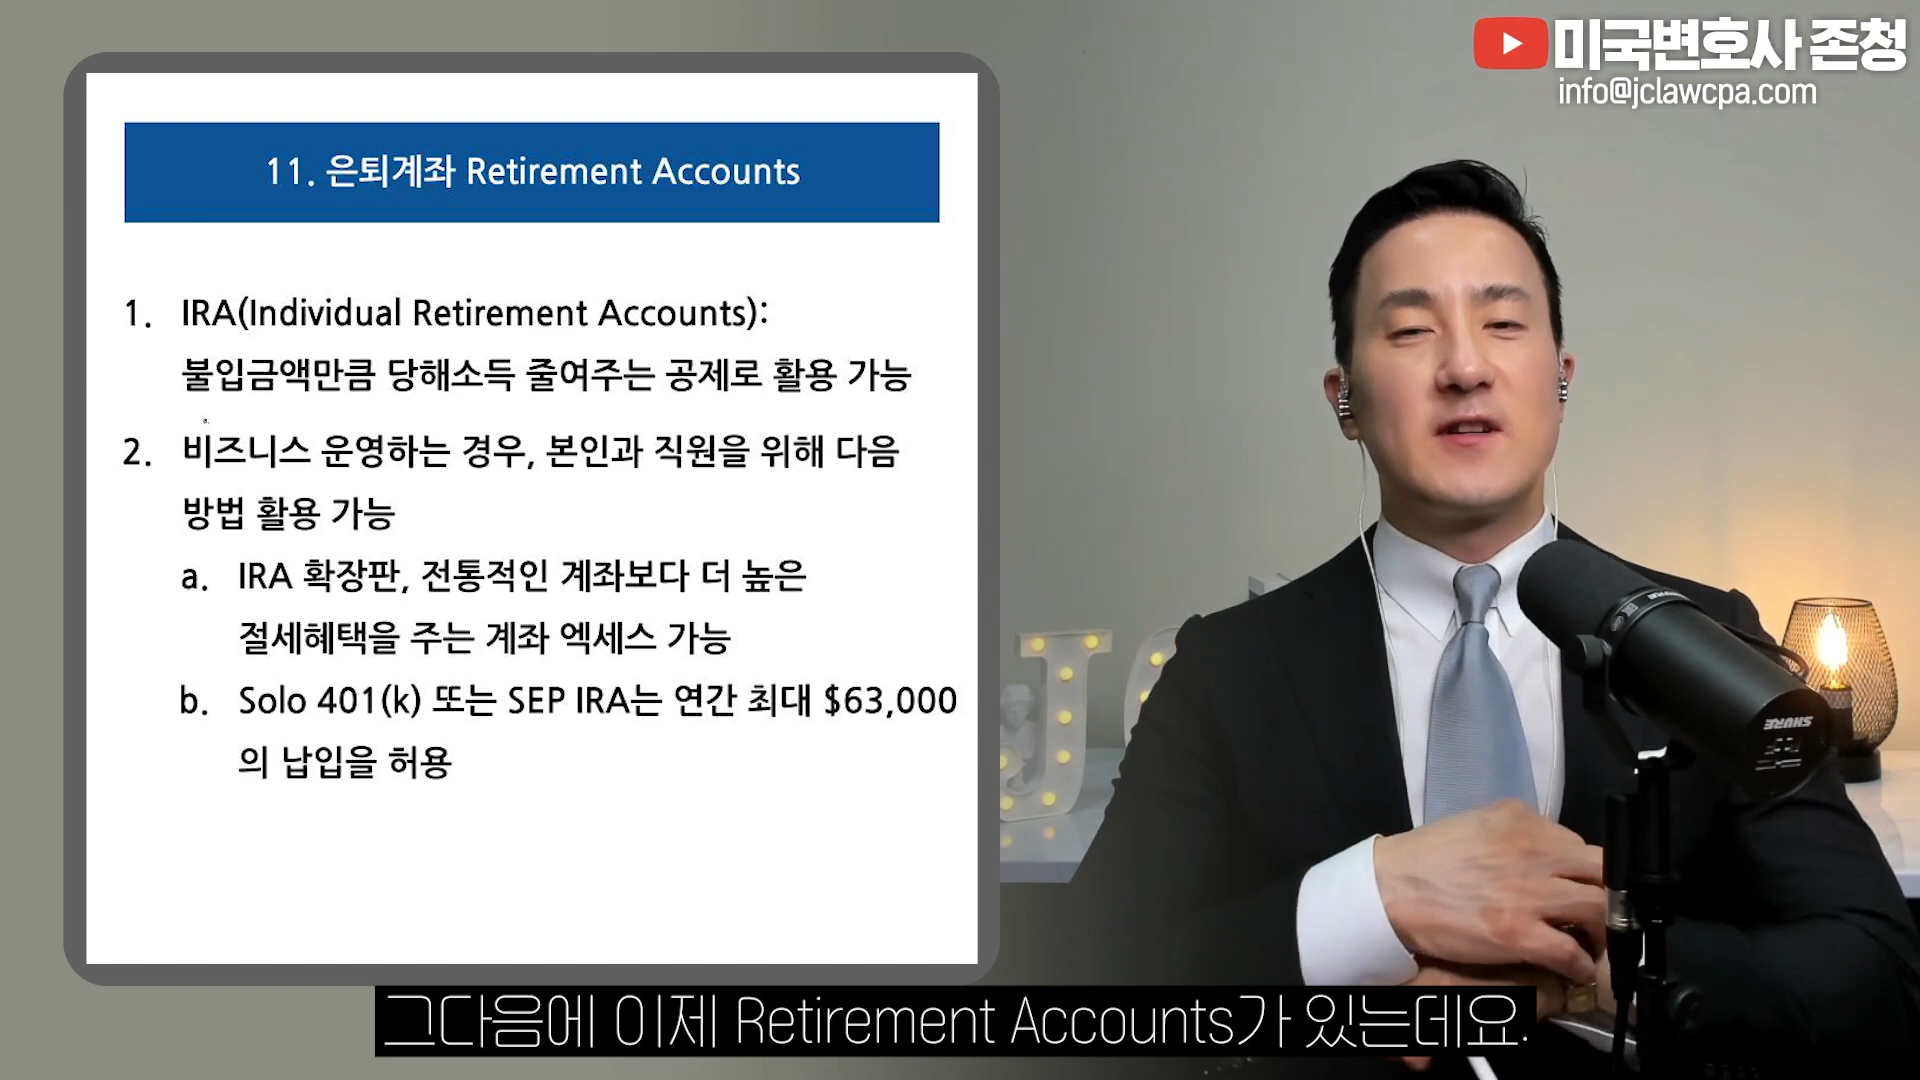 미국변호사 존청
info@jclawcpa.com
11. 은퇴계좌 Retirement Accounts
1. IRA(Individual Retirement Accounts):
불입금액만큼 당해소득 줄여주는 공제로 활용 가능
a.
2. 비즈니스 운영하는 경우, 본인과 직원을 위해 다음
방법 활용 가능
a. IRA 확장판, 전통적인 계좌보다 더 높은
절세혜택을 주는 계좌 엑세스 가능
b. Solo 401(k) 또는 SEP IRA는 연간 최대 $63,000
의 납입을 허용
J
SHURE
그다음에 이제 Retirement Accounts가 있는데요.